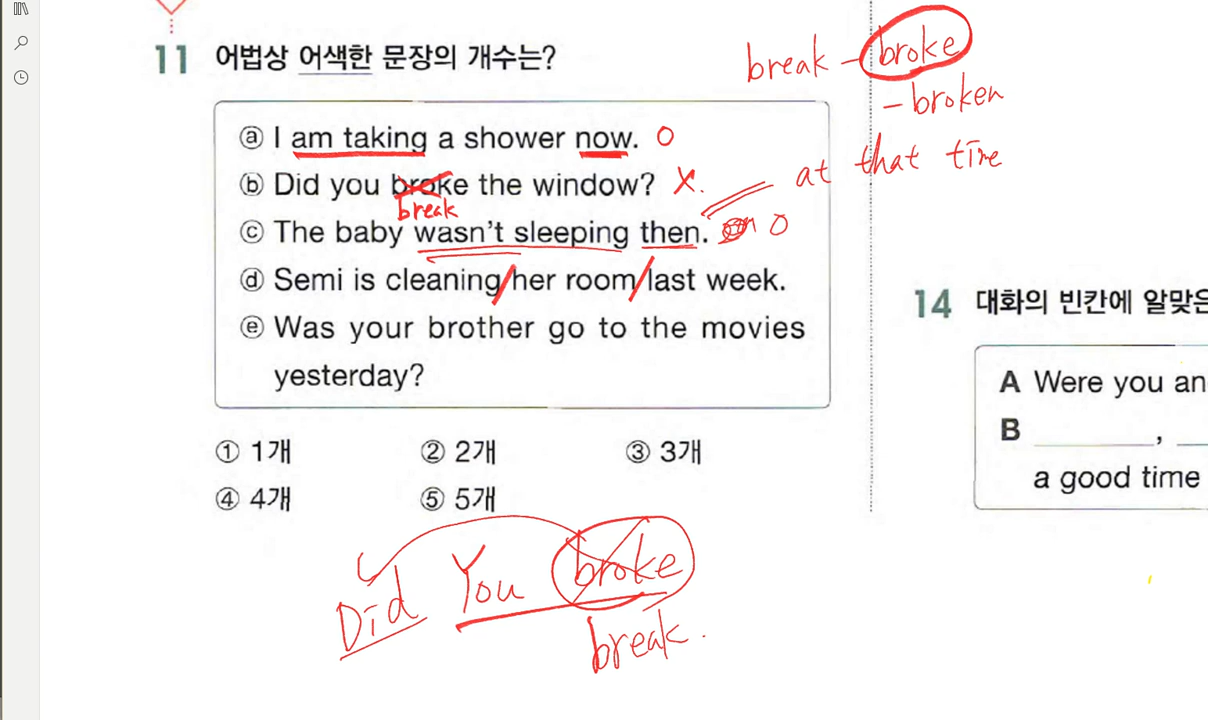 11 어법상 어색한 문장의 개수는?
break - broke
- broken
ⓐ I am taking a shower now. O
at that time
ⓑ Did you broke the window? X.
break
ⓒ The baby wasn't sleeping then. O
ⓓ Semi is cleaning/her room/last week.
ⓔ Was your brother go to the movies
yesterday?
① 1개 ② 2개 ③ 3개
④ 4개 ⑤ 5개
Did You broke
break.
14 대화의 빈칸에 알맞은
A Were you an
B ________, __
a good time